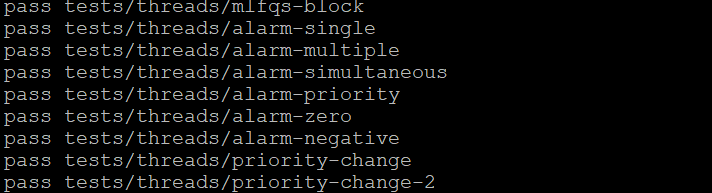 pass tests/threads/mlfqs-block
pass tests/threads/alarm-single
pass tests/threads/alarm-multiple
pass tests/threads/alarm-simultaneous
pass tests/threads/alarm-priority
pass tests/threads/alarm-zero
pass tests/threads/alarm-negative
pass tests/threads/priority-change
pass tests/threads/priority-change-2